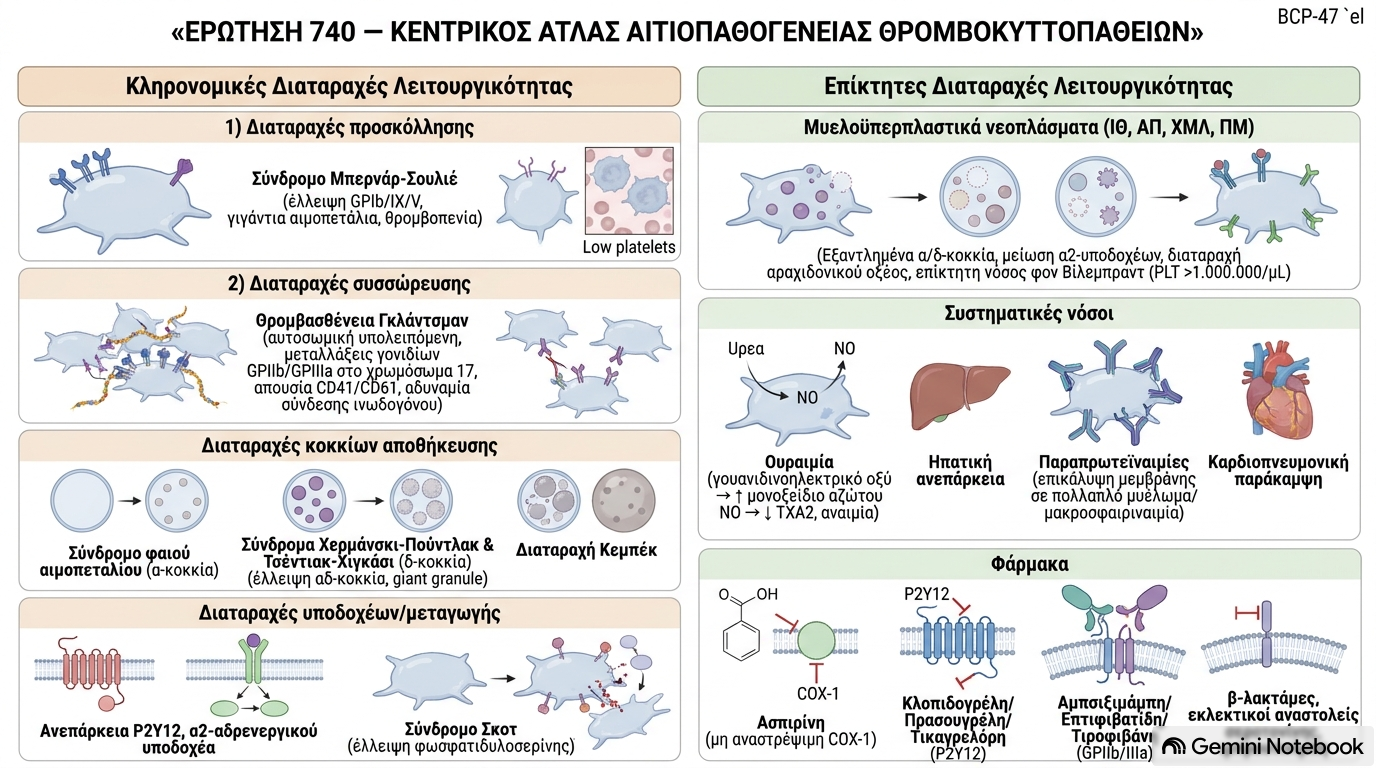 BCP-47 `el
«ΕΡΩΤΗΣΗ 740 — ΚΕΝΤΡΙΚΟΣ ΑΤΛΑΣ ΑΙΤΙΟΠΑΘΟΓΕΝΕΙΑΣ ΘΡΟΜΒΟΚΥΤΤΟΠΑΘΕΙΩΝ»
Κληρονομικές Διαταραχές Λειτουργικότητας
1) Διαταραχές προσκόλλησης
Σύνδρομο Μπερνάρ-Σουλιέ
(έλλειψη GPIb/IX/V,
γιγάντια αιμοπετάλια, θρομβοπενία)
Low platelets
2) Διαταραχές συσσώρευσης
Θρομβασθένεια Γκλάντσμαν
(αυτοσωμική υπολειπόμενη,
μεταλλάξεις γονιδίων
GPIIb/GPIIIa στο χρωμόσωμα 17,
απουσία CD41/CD61, αδυναμία
σύνδεσης ινωδογόνου)
Διαταραχές κοκκίων αποθήκευσης
Σύνδρομο φαιού
αιμοπεταλίου (α-κοκκία)
Σύνδρομα Χερμάνσκι-Πούντλακ &
Τσέντιακ-Χιγκάσι (δ-κοκκία)
(έλλειψη αδ-κοκκία, giant granule)
Διαταραχή Κεμπέκ
Διαταραχές υποδοχέων/μεταγωγής
Ανεπάρκεια P2Y12, α2-αδρενεργικού
υποδοχέα
Σύνδρομο Σκοτ
(έλλειψη φωσφατιδυλοσερίνης)
Επίκτητες Διαταραχές Λειτουργικότητας
Μυελοϋπερπλαστικά νεοπλάσματα (ΙΘ, ΑΠ, ΧΜΛ, ΠΜ)
(Εξαντλημένα α/δ-κοκκία, μείωση α2-υποδοχέων, διαταραχή
αραχιδονικού οξέος, επίκτητη νόσος φον Βίλεμπραντ (PLT >1.000.000/μL)
Συστηματικές νόσοι
Υρεα
NO
NO
Ουραιμία
(γουανιδινοηλεκτρικό οξύ
→ ↑ μονοξείδιο αζώτου
NO → ↓ TXA2, αναιμία)
Ηπατική
ανεπάρκεια
Παραπρωτεϊναιμίες
(επικάλυψη μεμβράνης
σε πολλαπλό μυέλωμα/
μακροσφαιριναιμία)
Καρδιοπνευμονική
παράκαμψη
Φάρμακα
O
OH
COX-1
Ασπιρίνη
(μη αναστρέψιμη COX-1)
P2Y12
Κλοπιδογρέλη/
Πρασουγρέλη/
Τικαγρελόρη
(P2Y12)
Αμπσιξιμάμπη/
Επτιφιβατίδη/
Τιροφιβάνη
(GPIIb/IIIa)
β-λακτάμες,
εκλεκτικοί αναστολείς
Gemini Notebook